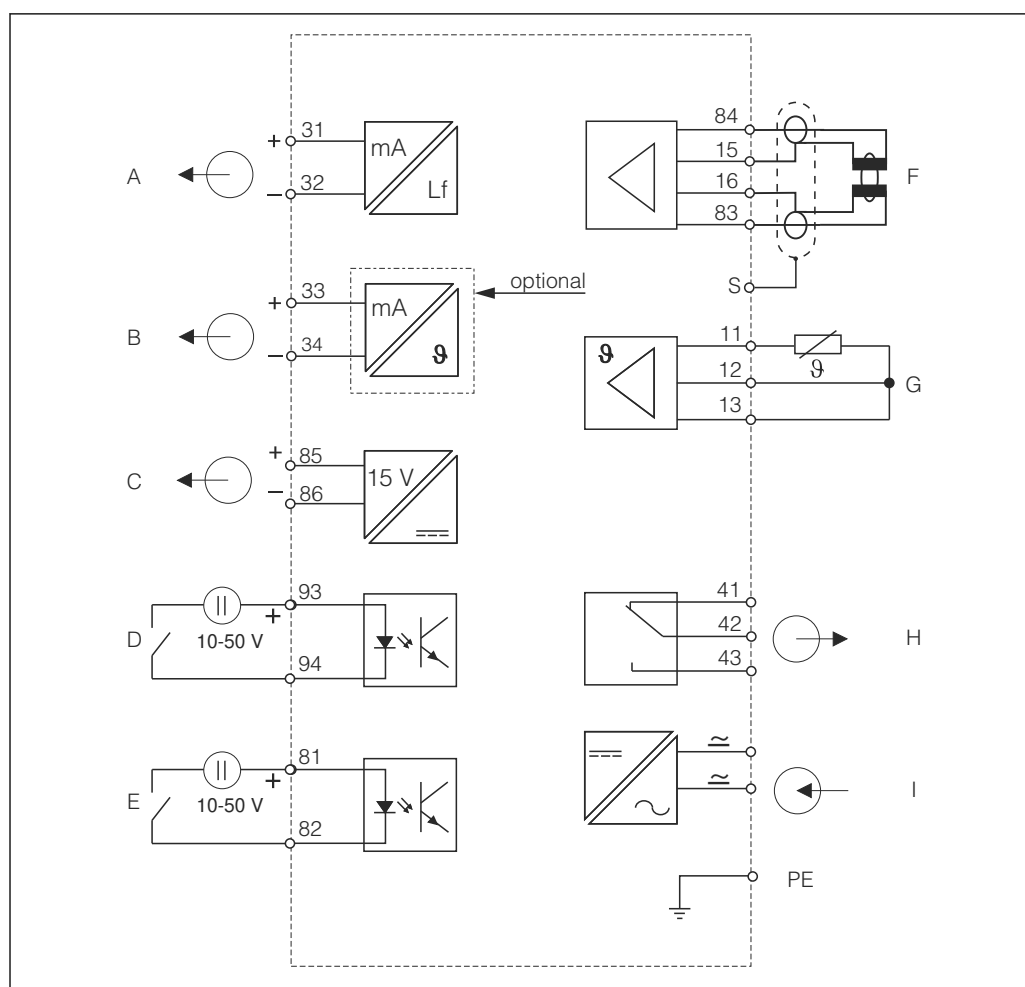 A
+ 31
− 32
mA
Lf
B
+ 33
− 34
mA
ϑ
optional
C
+ 85
− 86
15 V
D
10-50 V
+ 93
94
E
10-50 V
+ 81
82
84
15
16
83
F
S
ϑ
11
12
13
ϑ
G
41
42
43
H
≃
≃
I
PE